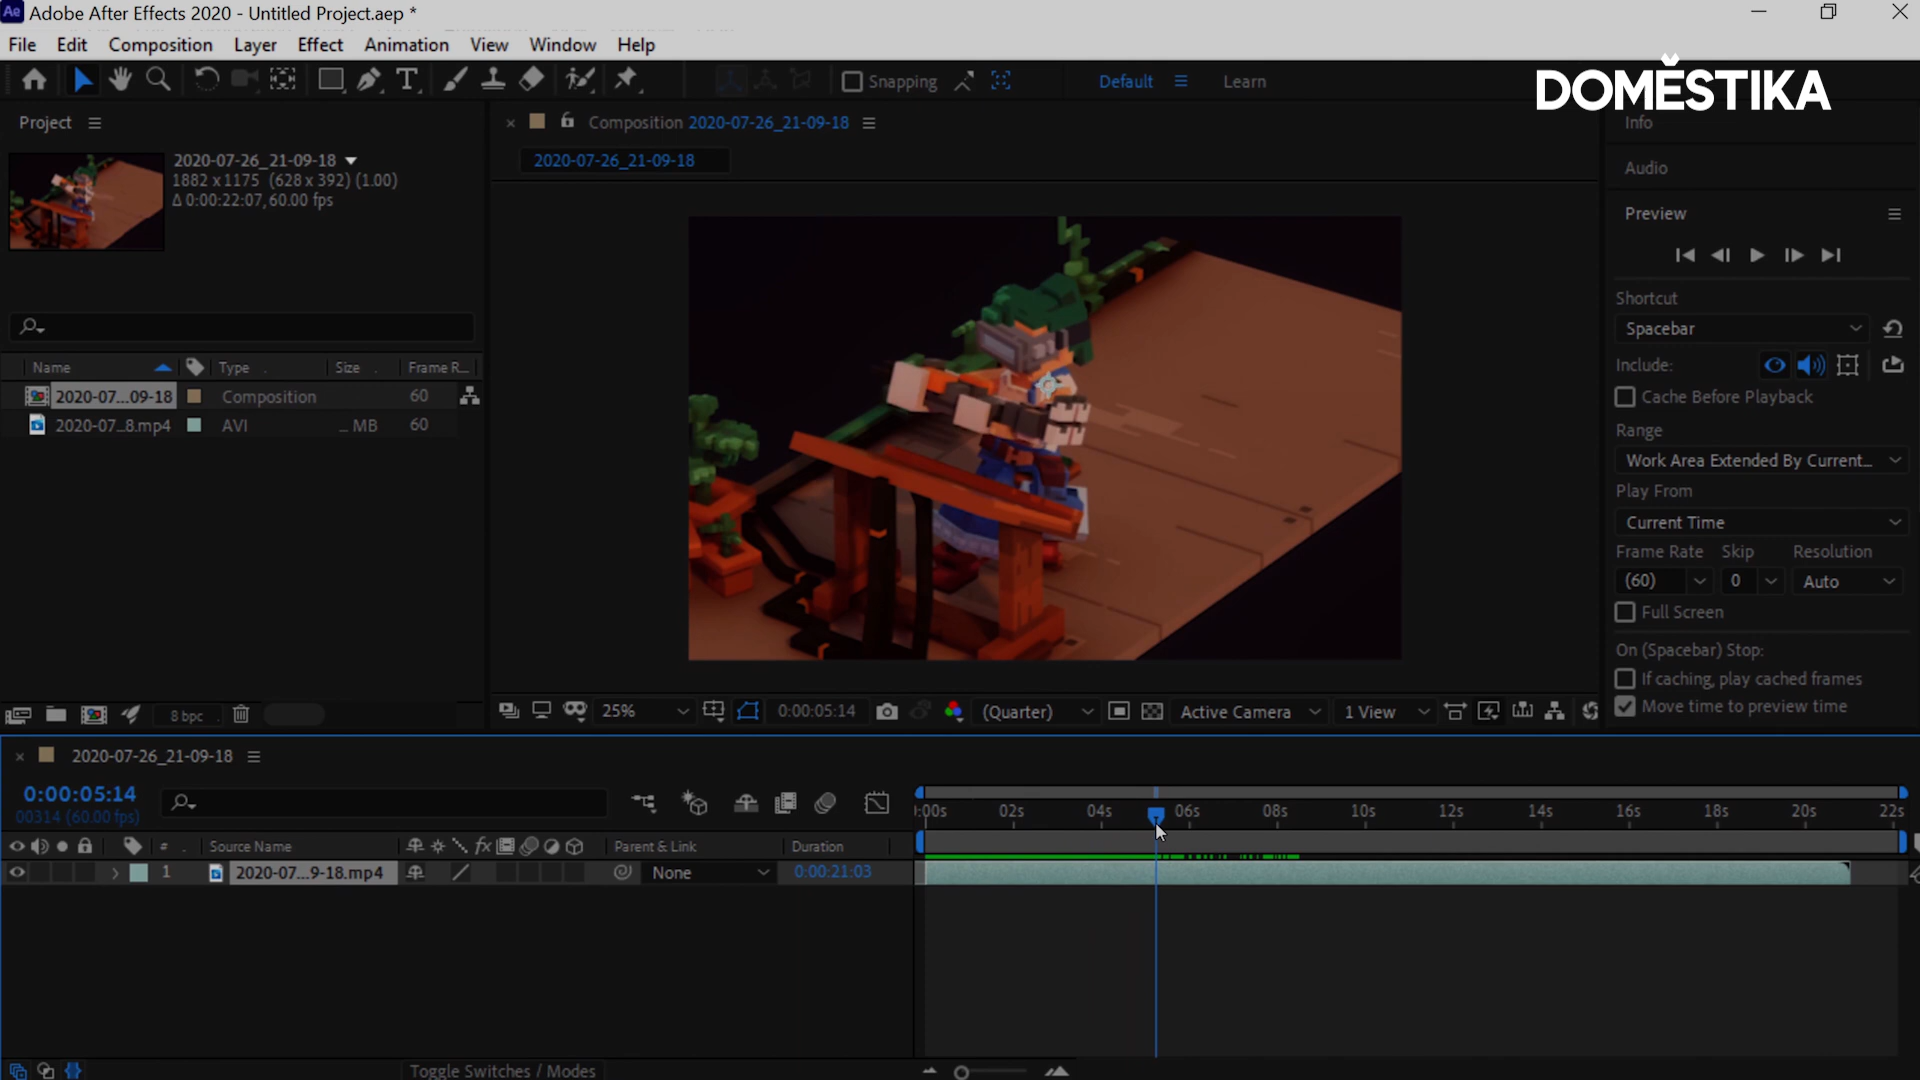 Ae Adobe After Effects 2020 - Untitled Project.aep *
File Edit Composition Layer Effect Animation View Window Help
Snapping Default Learn
DOMĚSTIKA
Project
2020-07-26_21-09-18
1882 x 1175 (628 x 392) (1.00)
Δ 0:00:22:07, 60.00 fps
Composition 2020-07-26_21-09-18
2020-07-26_21-09-18
Name Type Size Frame R...
2020-07...09-18 Composition 60
2020-07_8.mp4 AVI ... MB 60
8 bpc
25% 0:00:05:14 (Quarter) Active Camera 1 View
Info
Audio
Preview
Shortcut
Spacebar
Include:
Cache Before Playback
Range
Work Area Extended By Current...
Play From
Current Time
Frame Rate Skip Resolution
(60) 0 Auto
Full Screen
On (Spacebar) Stop:
If caching, play cached frames
Move time to preview time
2020-07-26_21-09-18
0:00:05:14
00314 (60.00 fps)
# Source Name fx Parent & Link Duration
1 2020-07...9-18.mp4 None 0:00:21:03
:00s 02s 04s 06s 08s 10s 12s 14s 16s 18s 20s 22s
Toggle Switches / Modes